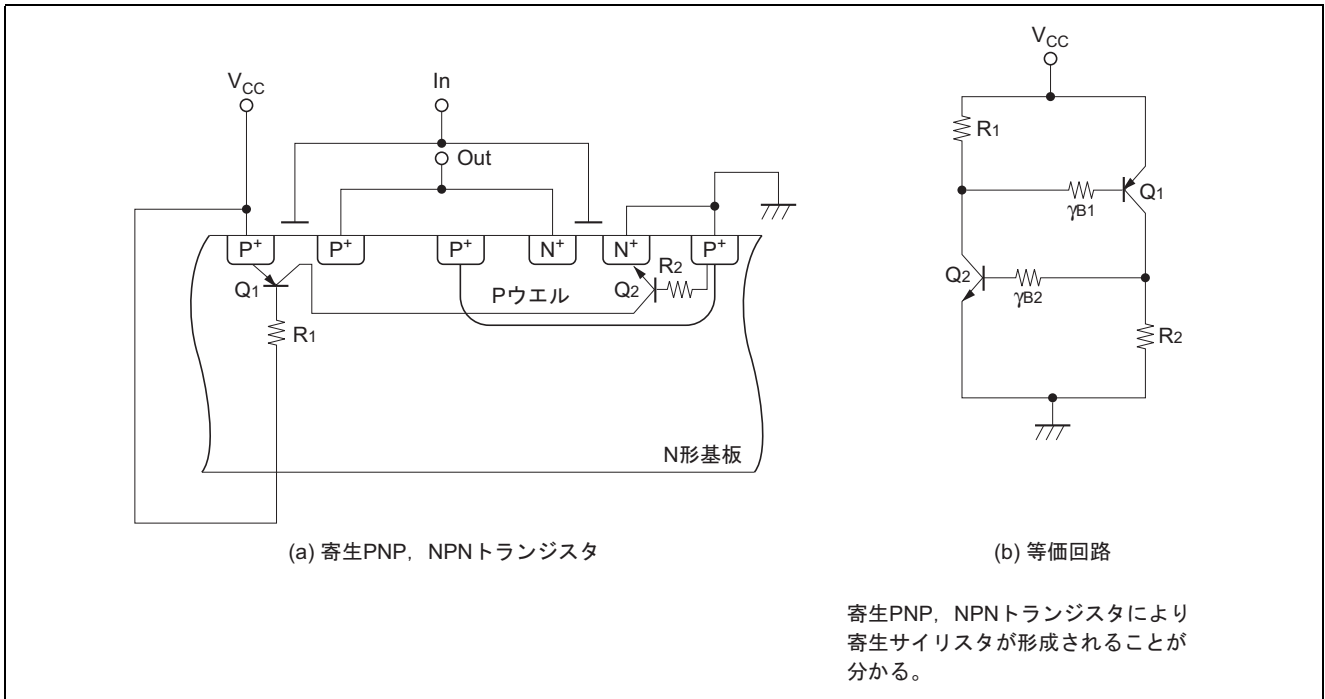 VCC
In
Out
P+
P+
P+
N+
N+
P+
Q1
R1
Pウエル
Q2
R2
N形基板
(a) 寄生PNP，NPNトランジスタ
VCC
R1
γB1
Q1
Q2
γB2
R2
(b) 等価回路
寄生PNP，NPNトランジスタにより
寄生サイリスタが形成されることが
分かる。